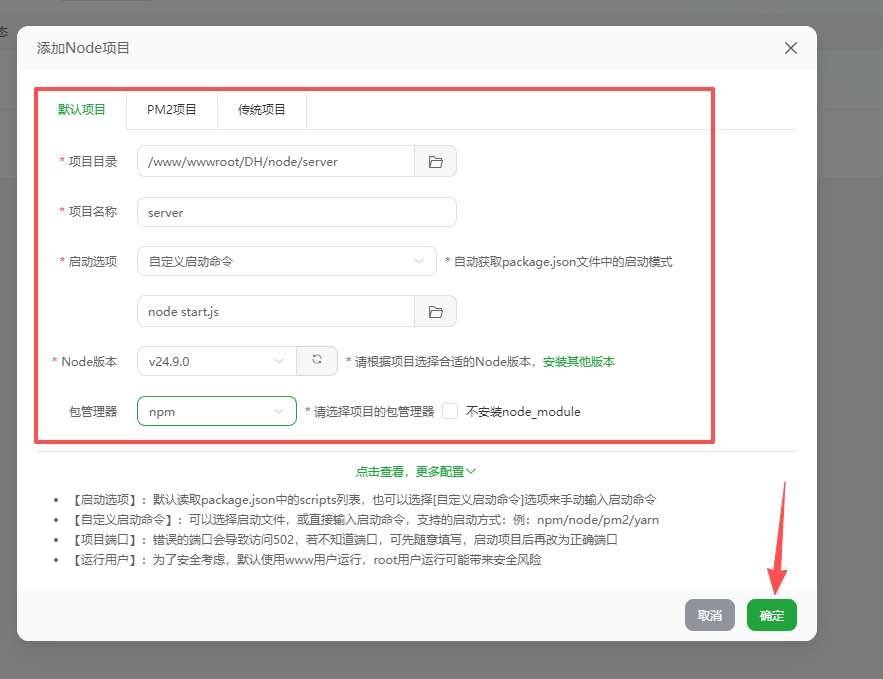 态
添加Node项目
默认项目 PM2项目 传统项目
* 项目目录 /www/wwwroot/DH/node/server
* 项目名称 server
* 启动选项 自定义启动命令 * 自动获取package.json文件中的启动模式
node start.js
* Node版本 v24.9.0 * 请根据项目选择合适的Node版本，安装其他版本
包管理器 npm * 请选择项目的包管理器 不安装node_module
点击查看，更多配置
• 【启动选项】：默认读取package.json中的scripts列表，也可以选择[自定义启动命令]选项来手动输入启动命令
• 【自定义启动命令】：可以选择启动文件，或直接输入启动命令，支持的启动方式：例：npm/node/pm2/yarn
• 【项目端口】：错误的端口会导致访问502，若不知道端口，可先随意填写，启动项目后再改为正确端口
• 【运行用户】：为了安全考虑，默认使用www用户运行，root用户运行可能带来安全风险
取消 确定